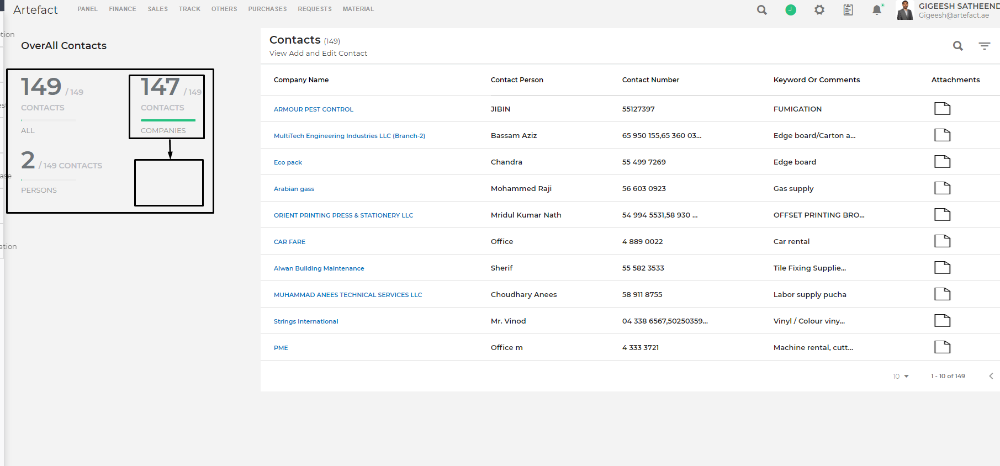 Artefact PANEL FINANCE SALES TRACK OTHERS PURCHASES REQUESTS MATERIAL
GIGEESH SATHEEND
Gigeesh@artefact.ae
OverAll Contacts
149 / 149
CONTACTS
ALL
147 / 149
CONTACTS
COMPANIES
2 / 149 CONTACTS
PERSONS
Contacts (149)
View Add and Edit Contact
Company Name Contact Person Contact Number Keyword Or Comments Attachments
ARMOUR PEST CONTROL JIBIN 55127397 FUMIGATION
MultiTech Engineering Industries LLC (Branch-2) Bassam Aziz 65 950 155,65 360 03... Edge board/Carton a...
Eco pack Chandra 55 499 7269 Edge board
Arabian gass Mohammed Raji 56 603 0923 Gas supply
ORIENT PRINTING PRESS & STATIONERY LLC Mridul Kumar Nath 54 994 5531,58 930 ... OFFSET PRINTING BRO...
CAR FARE Office 4 889 0022 Car rental
Alwan Building Maintenance Sherif 55 582 3533 Tile Fixing Supplie...
MUHAMMAD ANEES TECHNICAL SERVICES LLC Choudhary Anees 58 911 8755 Labor supply pucha
Strings International Mr. Vinod 04 338 6567,50250359... Vinyl / Colour viny...
PME Office m 4 333 3721 Machine rental, cutt...
10 1 - 10 of 149